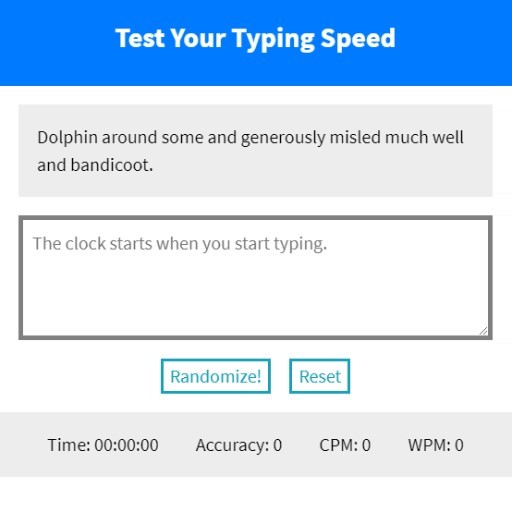 Test Your Typing Speed
Dolphin around some and generously misled much well
and bandicoot.
The clock starts when you start typing.
Randomize! Reset
Time: 00:00:00 Accuracy: 0 CPM: 0 WPM: 0